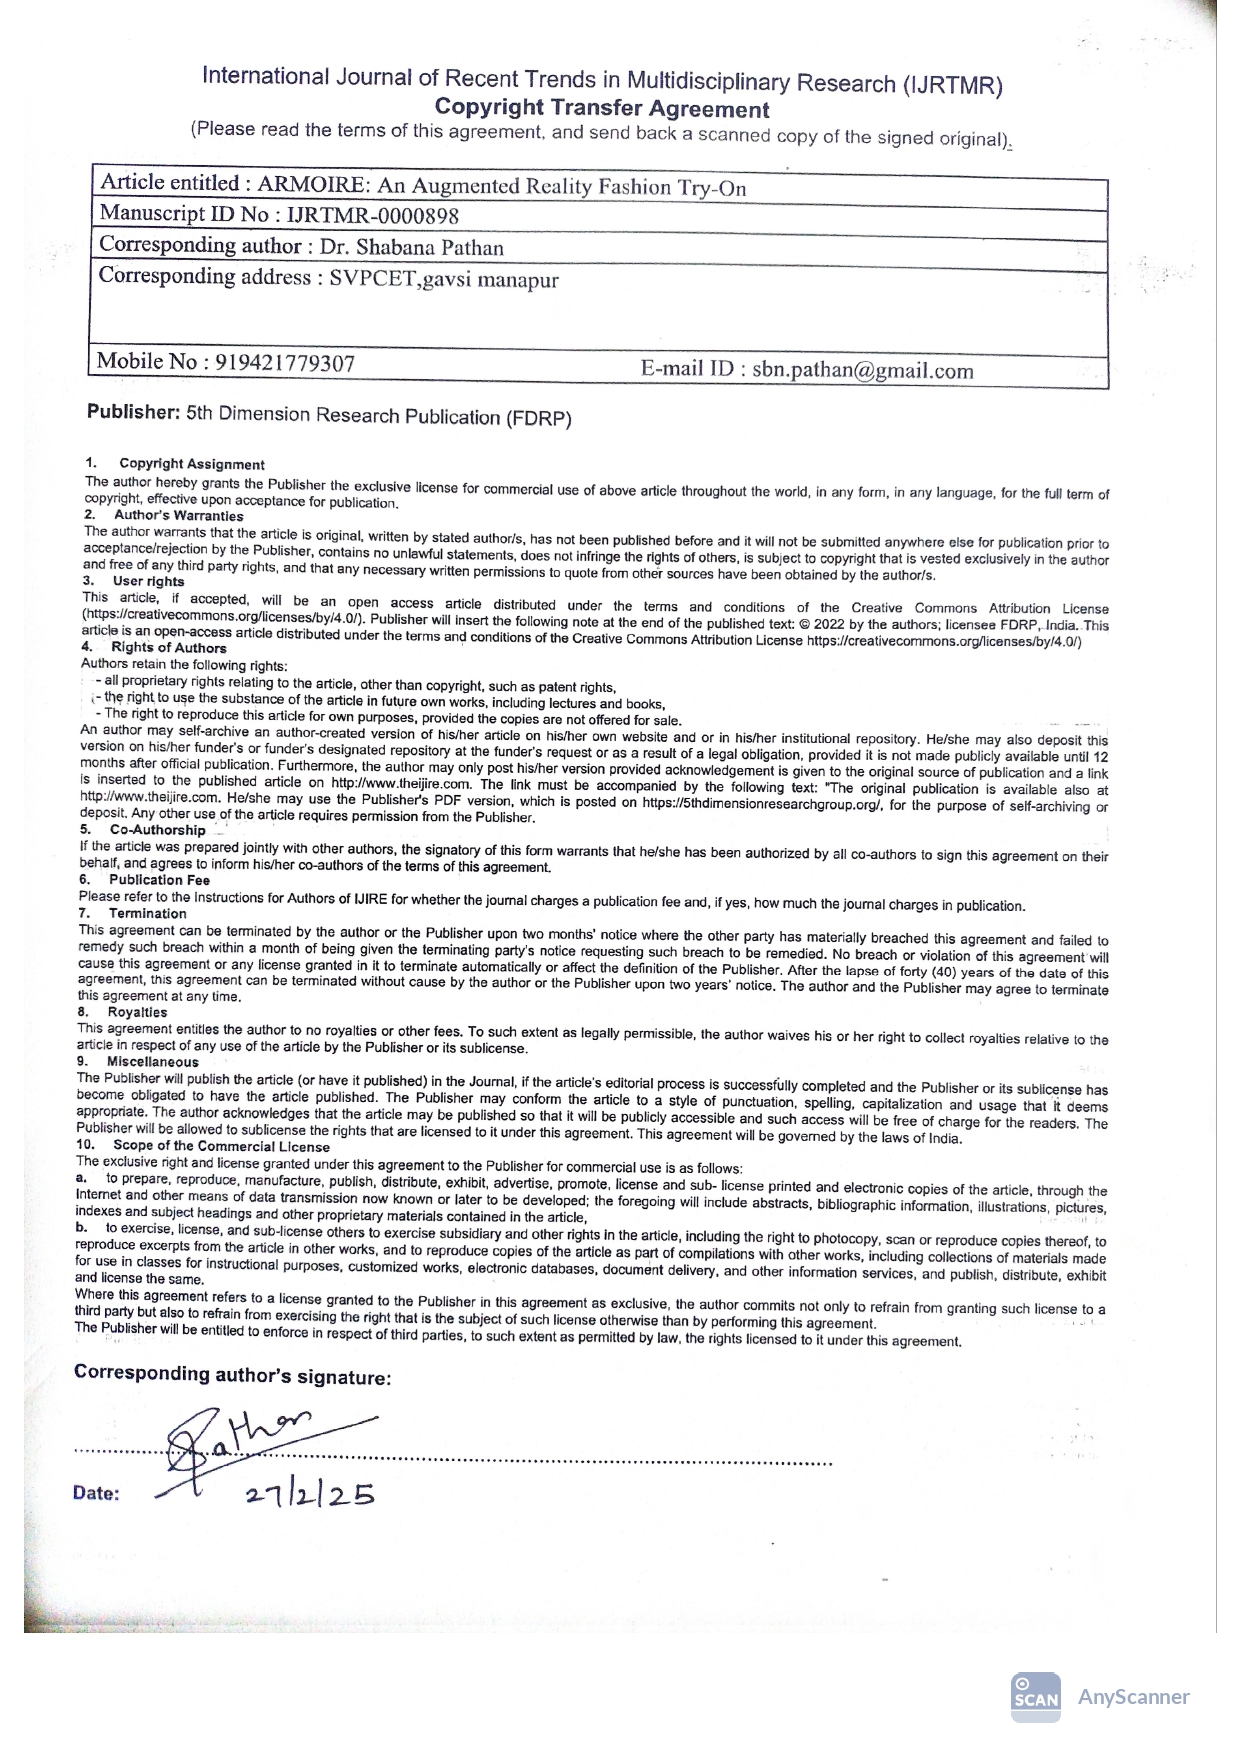 International Journal of Recent Trends in Multidisciplinary Research (IJRTMR)
Copyright Transfer Agreement
(Please read the terms of this agreement, and send back a scanned copy of the signed original).
Article entitled : ARMOIRE: An Augmented Reality Fashion Try-On
Manuscript ID No : IJRTMR-0000898
Corresponding author : Dr. Shabana Pathan
Corresponding address : SVPCET,gavsi manapur
Mobile No : 919421779307 E-mail ID : sbn.pathan@gmail.com
Publisher: 5th Dimension Research Publication (FDRP)
1. Copyright Assignment
The author hereby grants the Publisher the exclusive license for commercial use of above article throughout the world, in any form, in any language, for the full term of
copyright, effective upon acceptance for publication.
2. Author's Warranties
The author warrants that the article is original, written by stated author/s, has not been published before and it will not be submitted anywhere else for publication prior to
acceptance/rejection by the Publisher, contains no unlawful statements, does not infringe the rights of others, is subject to copyright that is vested exclusively in the author
and free of any third party rights, and that any necessary written permissions to quote from other sources have been obtained by the author/s.
3. User rights
This article, if accepted, will be an open access article distributed under the terms and conditions of the Creative Commons Attribution License
(https://creativecommons.org/licenses/by/4.0/). Publisher will insert the following note at the end of the published text: © 2022 by the authors; licensee FDRP, India. This
article is an open-access article distributed under the terms and conditions of the Creative Commons Attribution License https://creativecommons.org/licenses/by/4.0/)
4. Rights of Authors
Authors retain the following rights:
- all proprietary rights relating to the article, other than copyright, such as patent rights,
- the right to use the substance of the article in future own works, including lectures and books,
- The right to reproduce this article for own purposes, provided the copies are not offered for sale.
An author may self-archive an author-created version of his/her article on his/her own website and or in his/her institutional repository. He/she may also deposit this
version on his/her funder's or funder's designated repository at the funder's request or as a result of a legal obligation, provided it is not made publicly available until 12
months after official publication. Furthermore, the author may only post his/her version provided acknowledgement is given to the original source of publication and a link
is inserted to the published article on http://www.theijire.com. The link must be accompanied by the following text: "The original publication is available also at
http://www.theijire.com. He/she may use the Publisher's PDF version, which is posted on https://5thdimensionresearchgroup.org/, for the purpose of self-archiving or
deposit. Any other use of the article requires permission from the Publisher.
5. Co-Authorship
If the article was prepared jointly with other authors, the signatory of this form warrants that he/she has been authorized by all co-authors to sign this agreement on their
behalf, and agrees to inform his/her co-authors of the terms of this agreement.
6. Publication Fee
Please refer to the Instructions for Authors of IJIRE for whether the journal charges a publication fee and, if yes, how much the journal charges in publication.
7. Termination
This agreement can be terminated by the author or the Publisher upon two months' notice where the other party has materially breached this agreement and failed to
remedy such breach within a month of being given the terminating party's notice requesting such breach to be remedied. No breach or violation of this agreement will
cause this agreement or any license granted in it to terminate automatically or affect the definition of the Publisher. After the lapse of forty (40) years of the date of this
agreement, this agreement can be terminated without cause by the author or the Publisher upon two years' notice. The author and the Publisher may agree to terminate
this agreement at any time.
8. Royalties
This agreement entitles the author to no royalties or other fees. To such extent as legally permissible, the author waives his or her right to collect royalties relative to the
article in respect of any use of the article by the Publisher or its sublicense.
9. Miscellaneous
The Publisher will publish the article (or have it published) in the Journal, if the article's editorial process is successfully completed and the Publisher or its sublicense has
become obligated to have the article published. The Publisher may conform the article to a style of punctuation, spelling, capitalization and usage that it deems
appropriate. The author acknowledges that the article may be published so that it will be publicly accessible and such access will be free of charge for the readers. The
Publisher will be allowed to sublicense the rights that are licensed to it under this agreement. This agreement will be governed by the laws of India.
10. Scope of the Commercial License
The exclusive right and license granted under this agreement to the Publisher for commercial use is as follows:
a. to prepare, reproduce, manufacture, publish, distribute, exhibit, advertise, promote, license and sub- license printed and electronic copies of the article, through the
Internet and other means of data transmission now known or later to be developed; the foregoing will include abstracts, bibliographic information, illustrations, pictures,
indexes and subject headings and other proprietary materials contained in the article,
b. to exercise, license, and sub-license others to exercise subsidiary and other rights in the article, including the right to photocopy, scan or reproduce copies thereof, to
reproduce excerpts from the article in other works, and to reproduce copies of the article as part of compilations with other works, including collections of materials made
for use in classes for instructional purposes, customized works, electronic databases, document delivery, and other information services, and publish, distribute, exhibit
and license the same.
Where this agreement refers to a license granted to the Publisher in this agreement as exclusive, the author commits not only to refrain from granting such license to a
third party but also to refrain from exercising the right that is the subject of such license otherwise than by performing this agreement.
The Publisher will be entitled to enforce in respect of third parties, to such extent as permitted by law, the rights licensed to it under this agreement.
Corresponding author's signature:
Pathan
Date: 27/2/25
SCAN AnyScanner